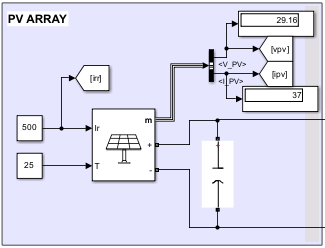 PV ARRAY
29.16
[vpv]
<V_PV>
[irr]
[ipv]
<I_PV>
37
500
Ir
m
+
25
T
-
+